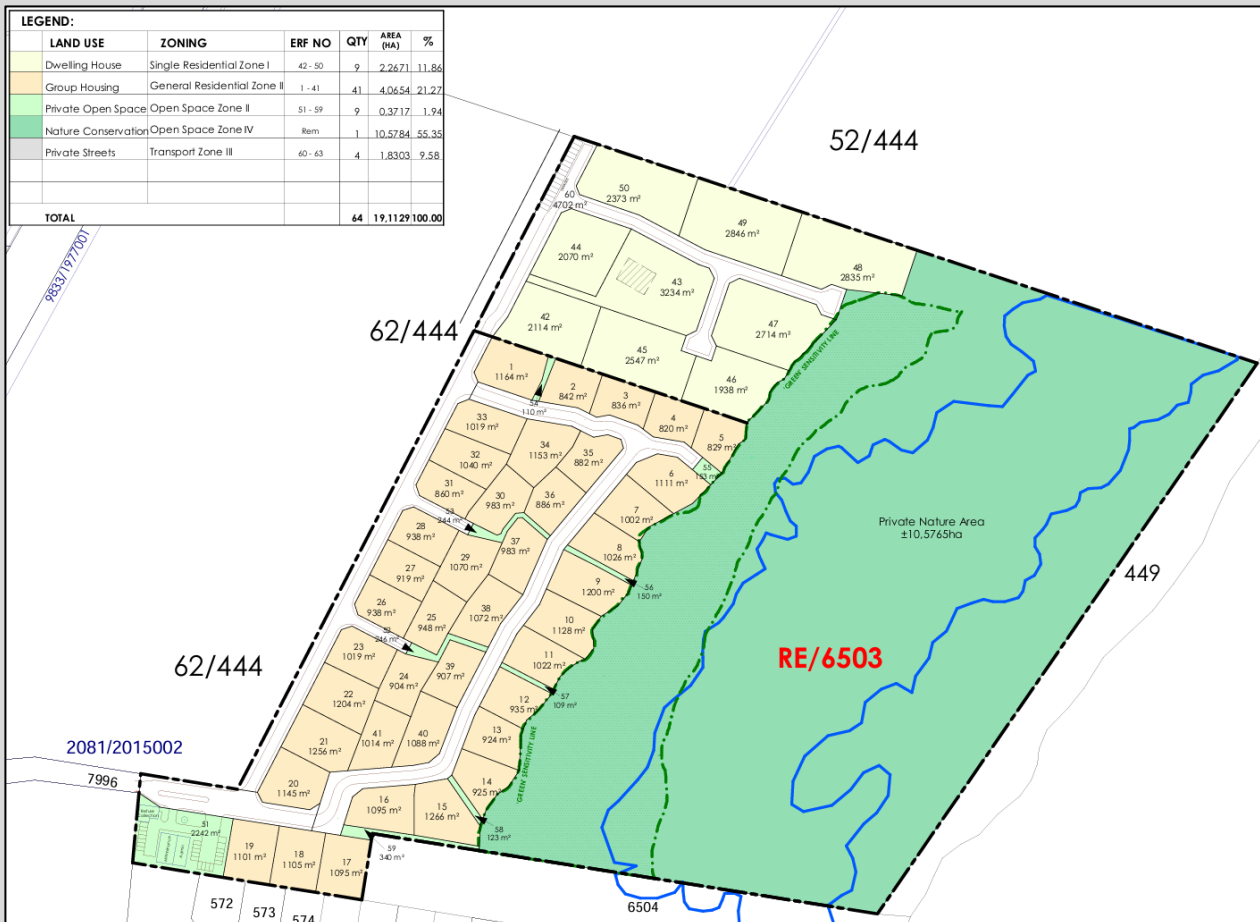 LEGEND:
LAND USE ZONING ERF NO QTY AREA (HA) %
Dwelling House Single Residential Zone I 42 - 50 9 2,2671 11.86
Group Housing General Residential Zone II 1 - 41 41 4,0654 21,27
Private Open Space Open Space Zone II 51 - 59 9 0,3717 1,94
Nature Conservation Open Space Zone IV Rem 1 10,5784 55,35
Private Streets Transport Zone III 60 - 63 4 1,8303 9,58
TOTAL 64 19,1129 100.00
52/444
9833/1977001
62/444
62/444
2081/2015002
7996
449
6504
572
573
574
RE/6503
Private Nature Area
±10,5765ha
'GREEN' SENSITIVITY LINE
'GREEN' SENSITIVITY LINE
60
4702 m²
50
2373 m²
49
2846 m²
48
2835 m²
44
2070 m²
43
3234 m²
47
2714 m²
42
2114 m²
45
2547 m²
46
1938 m²
1
1164 m²
2
842 m²
3
836 m²
4
820 m²
5
829 m²
54
110 m²
55
153 m²
33
1019 m²
34
1153 m²
35
882 m²
32
1040 m²
31
860 m²
30
983 m²
36
886 m²
6
1111 m²
7
1002 m²
8
1026 m²
53
244 m²
28
938 m²
29
1070 m²
37
983 m²
27
919 m²
9
1200 m²
56
150 m²
26
938 m²
25
948 m²
38
1072 m²
10
1128 m²
52
246 m²
11
1022 m²
23
1019 m²
24
904 m²
39
907 m²
57
109 m²
12
935 m²
22
1204 m²
13
924 m²
21
1256 m²
41
1014 m²
40
1088 m²
20
1145 m²
14
925 m²
16
1095 m²
15
1266 m²
58
123 m²
51
2242 m²
19
1101 m²
18
1105 m²
17
1095 m²
59
340 m²